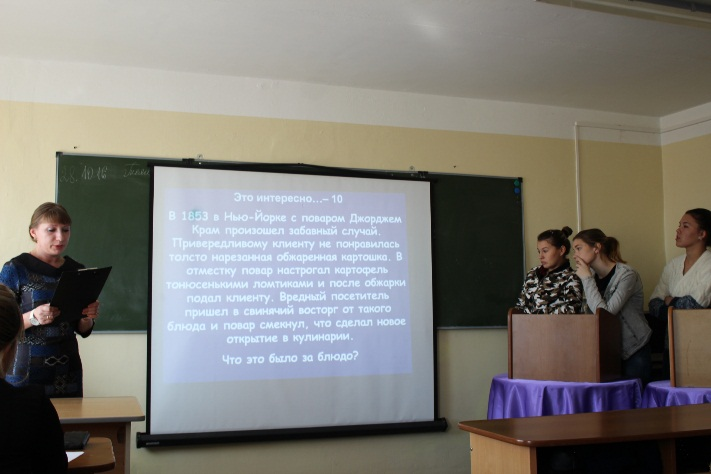 Это интересно...– 10
В 1853 в Нью-Йорке с поваром Джорджем
Крам произошел забавный случай.
Привередливому клиенту не понравилась
толсто нарезанная обжаренная картошка. В
отместку повар настрогал картофель
тонюсенькими ломтиками и после обжарки
подал клиенту. Вредный посетитель
пришел в свинячий восторг от такого
блюда и повар смекнул, что сделал новое
открытие в кулинарии.
Что это было за блюдо?